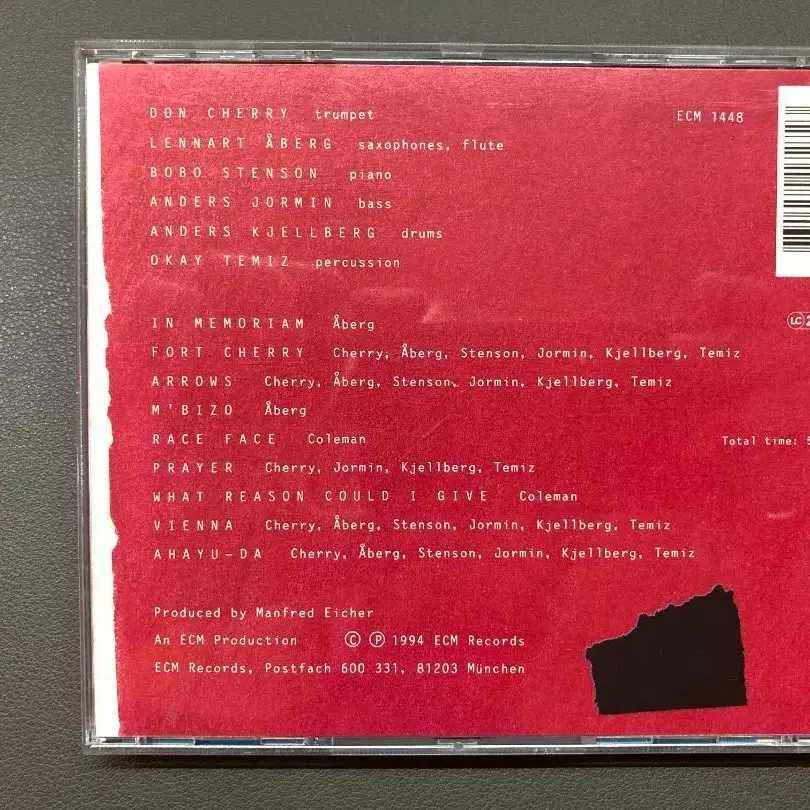 DON CHERRY trumpet
ECM 1448
LENNART ÅBERG saxophones, flute
BOBO STENSON piano
ANDERS JORMIN bass
ANDERS KJELLBERG drums
OKAY TEMIZ percussion
IN MEMORIAM Åberg
LC
FORT CHERRY Cherry, Åberg, Stenson, Jormin, Kjellberg, Temiz
ARROWS Cherry, Åberg, Stenson, Jormin, Kjellberg, Temiz
M'BIZO Åberg
RACE FACE Coleman
Total time: 5
PRAYER Cherry, Jormin, Kjellberg, Temiz
WHAT REASON COULD I GIVE Coleman
VIENNA Cherry, Åberg, Stenson, Jormin, Kjellberg, Temiz
AHAYU-DA Cherry, Åberg, Stenson, Jormin, Kjellberg, Temiz
Produced by Manfred Eicher
An ECM Production © ℗ 1994 ECM Records
ECM Records, Postfach 600 331, 81203 München